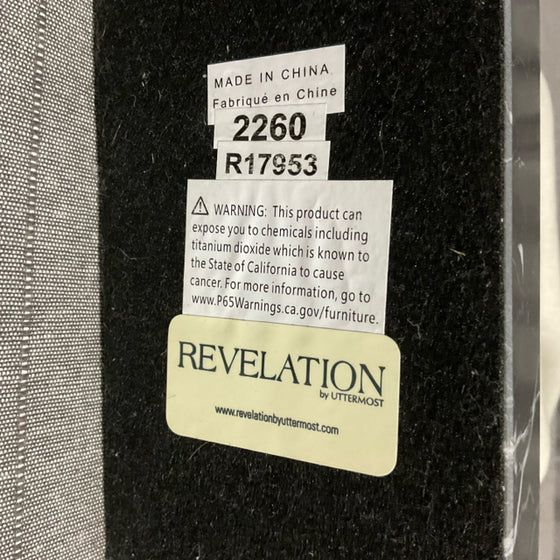 MADE IN CHINA
Fabriqué en Chine
2260
R17953
⚠ WARNING: This product can
expose you to chemicals including
titanium dioxide which is known to
the State of California to cause
cancer. For more information, go to
www.P65Warnings.ca.gov/furniture.
REVELATION
by UTTERMOST
www.revelationbyuttermost.com